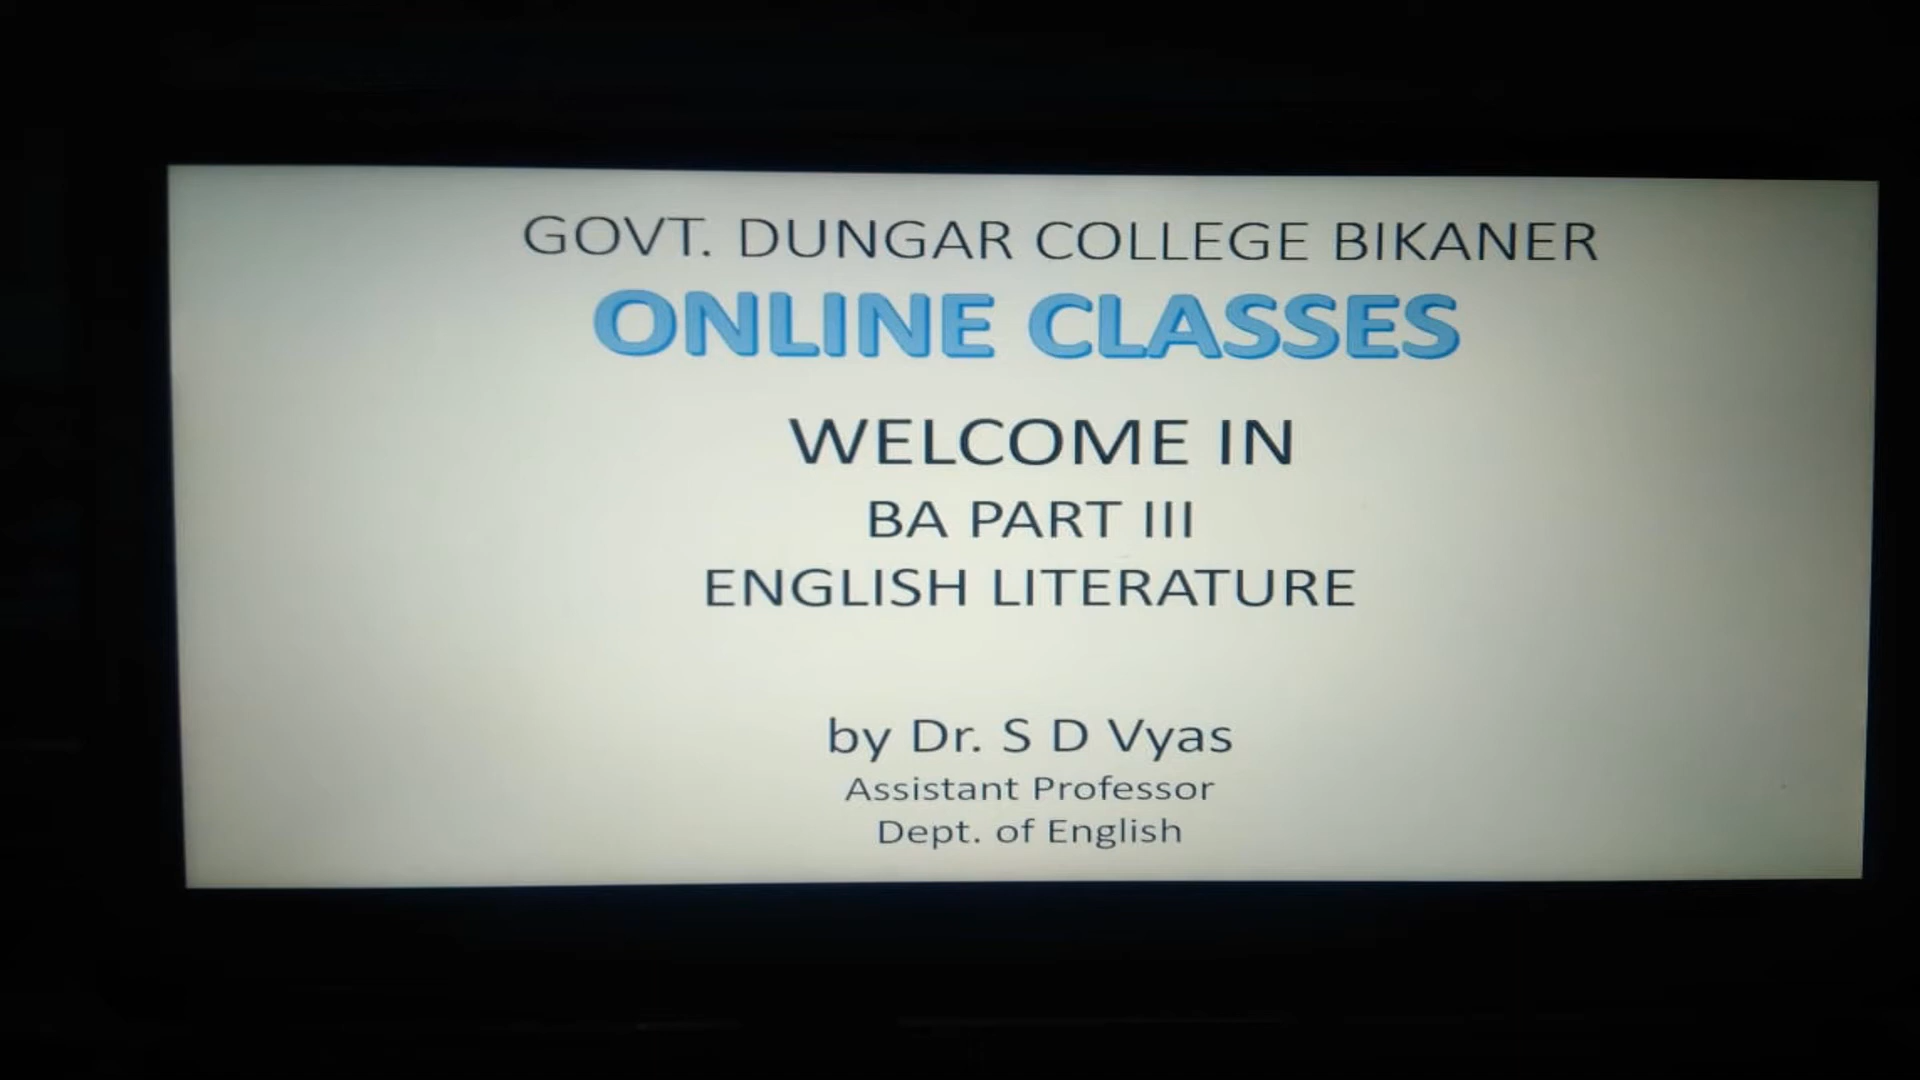 GOVT. DUNGAR COLLEGE BIKANER
ONLINE CLASSES
WELCOME IN
BA PART III
ENGLISH LITERATURE
by Dr. S D Vyas
Assistant Professor
Dept. of English